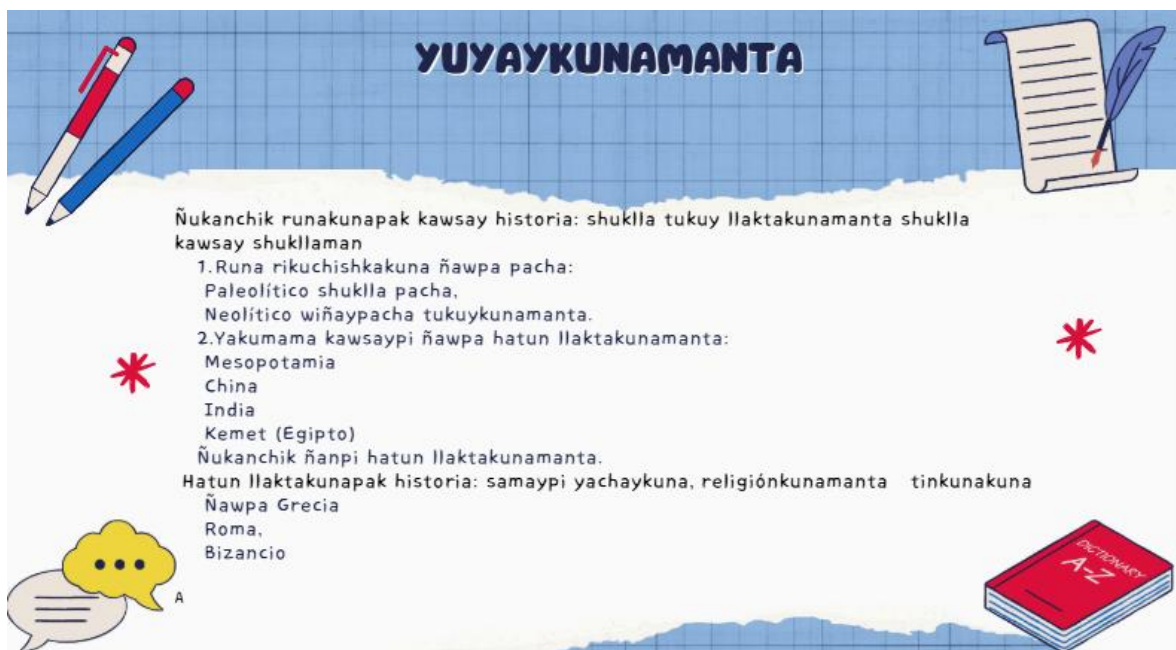 YUYAYKUNAMANTA
Ñukanchik runakunapak kawsay historia: shuklla tukuy llaktakunamanta shuklla
kawsay shukllaman
1.Runa rikuchishkakuna ñawpa pacha:
Paleolítico shuklla pacha,
Neolítico wiñaypacha tukuykunamanta.
2.Yakumama kawsaypi ñawpa hatun llaktakunamanta:
Mesopotamia
China
India
Kemet (Egipto)
Ñukanchik ñanpi hatun llaktakunamanta.
Hatun llaktakunapak historia: samaypi yachaykuna, religiónkunamanta tinkunakuna
Ñawpa Grecia
Roma,
Bizancio
A
DICTIONARY
A-Z